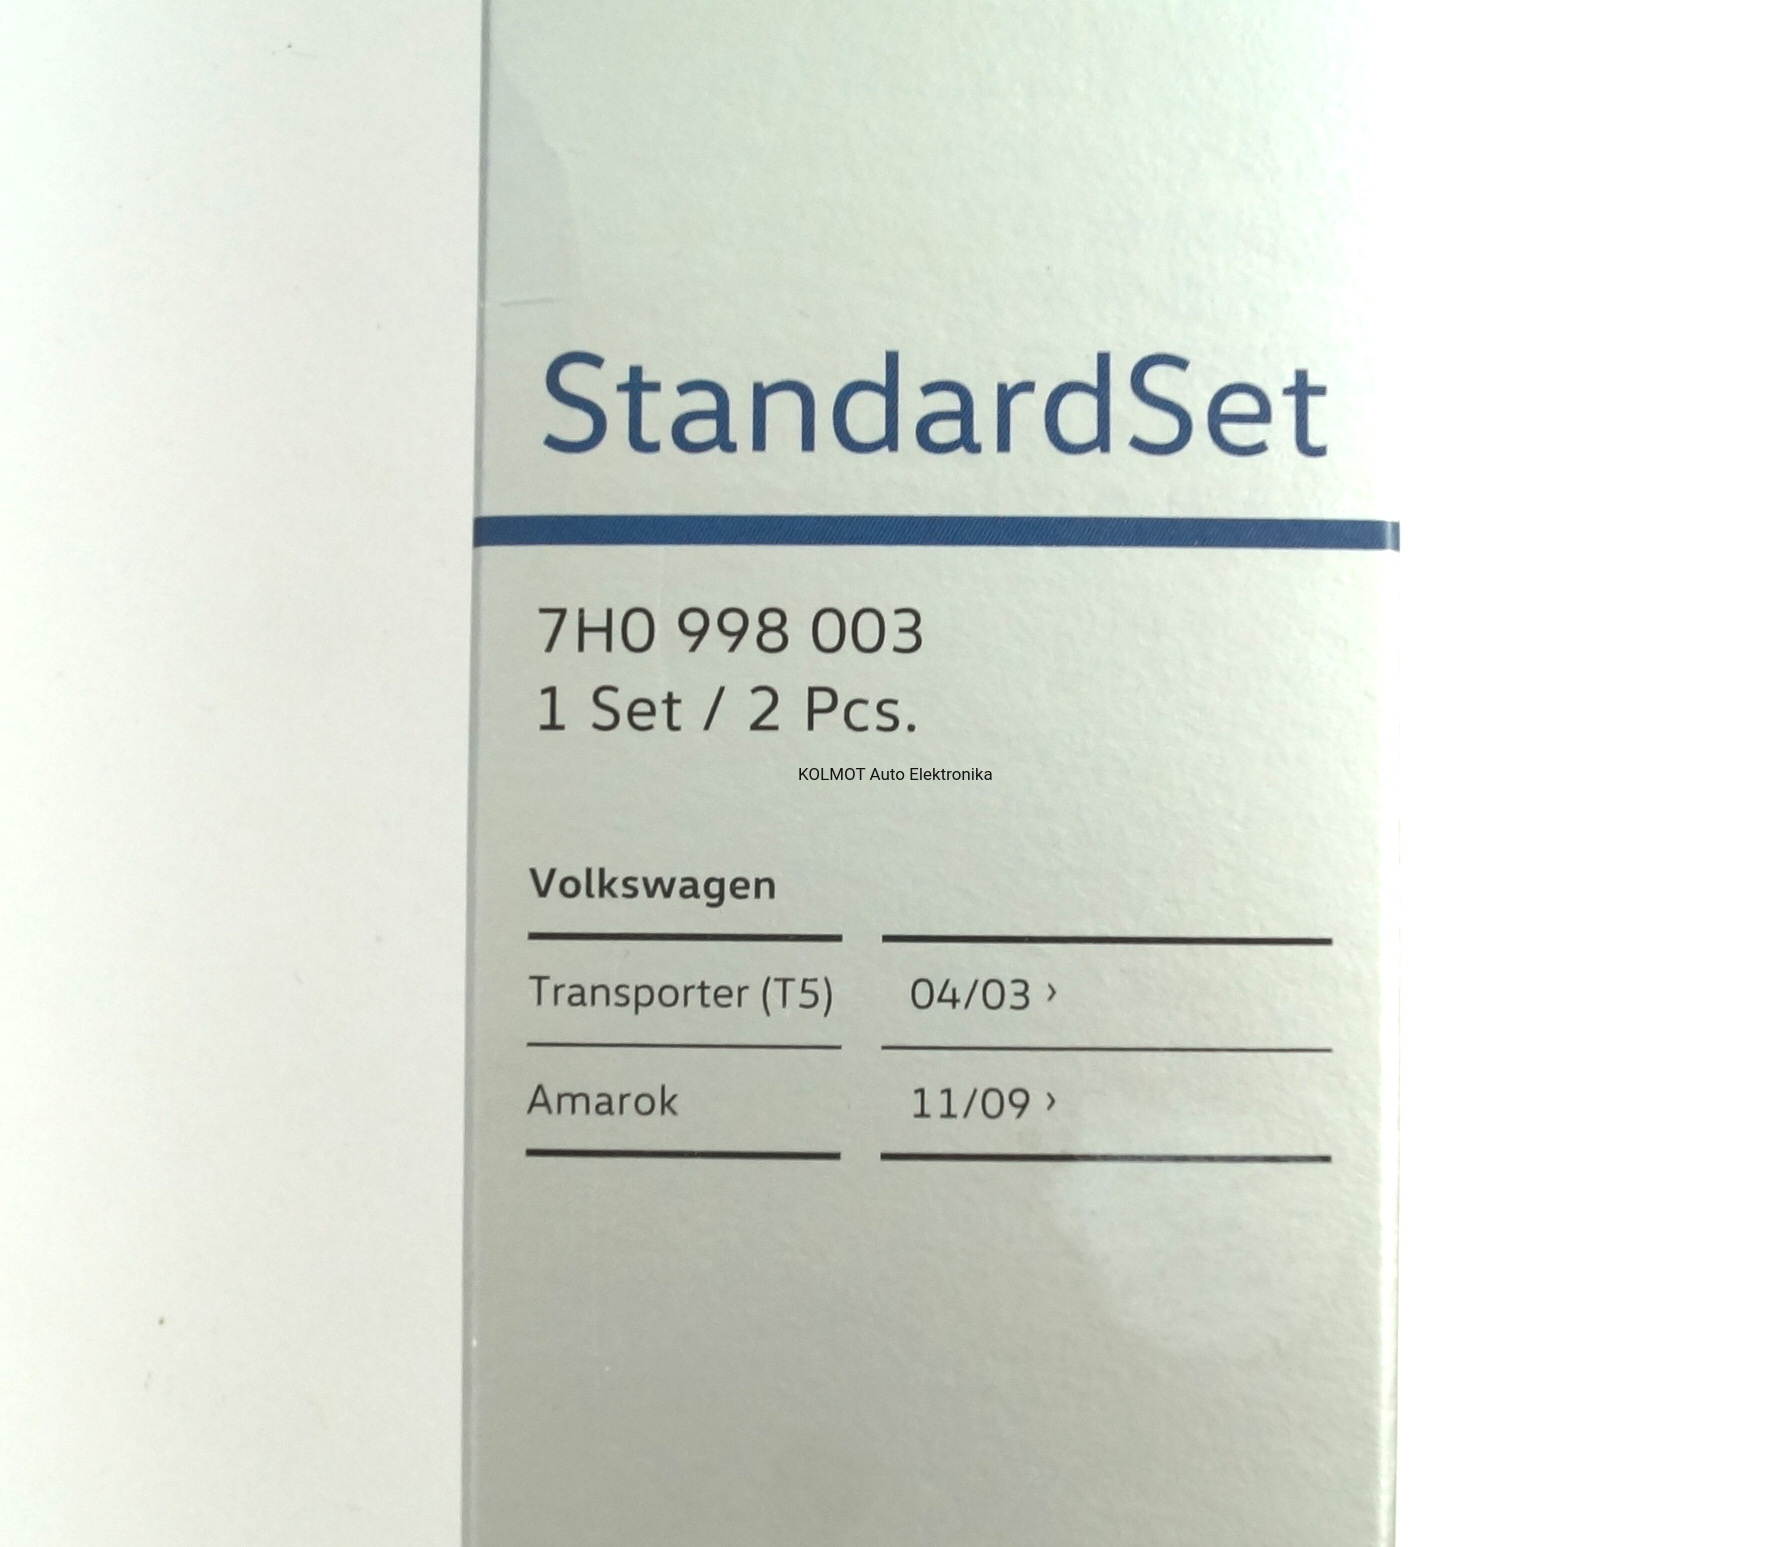 StandardSet
7H0 998 003
1 Set / 2 Pcs.
KOLMOT Auto Elektronika
Volkswagen
Transporter (T5) 04/03 ›
Amarok 11/09 ›